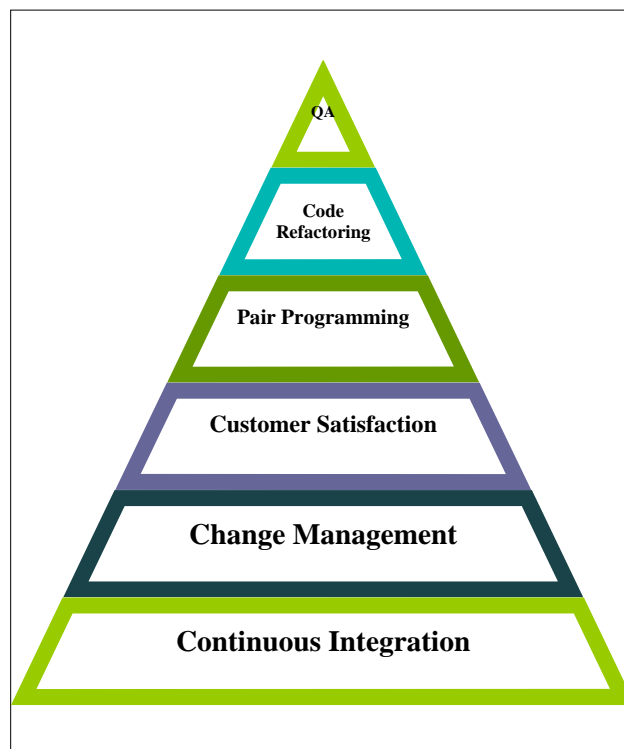 QA
Code
Refactoring
Pair Programming
Customer Satisfaction
Change Management
Continuous Integration